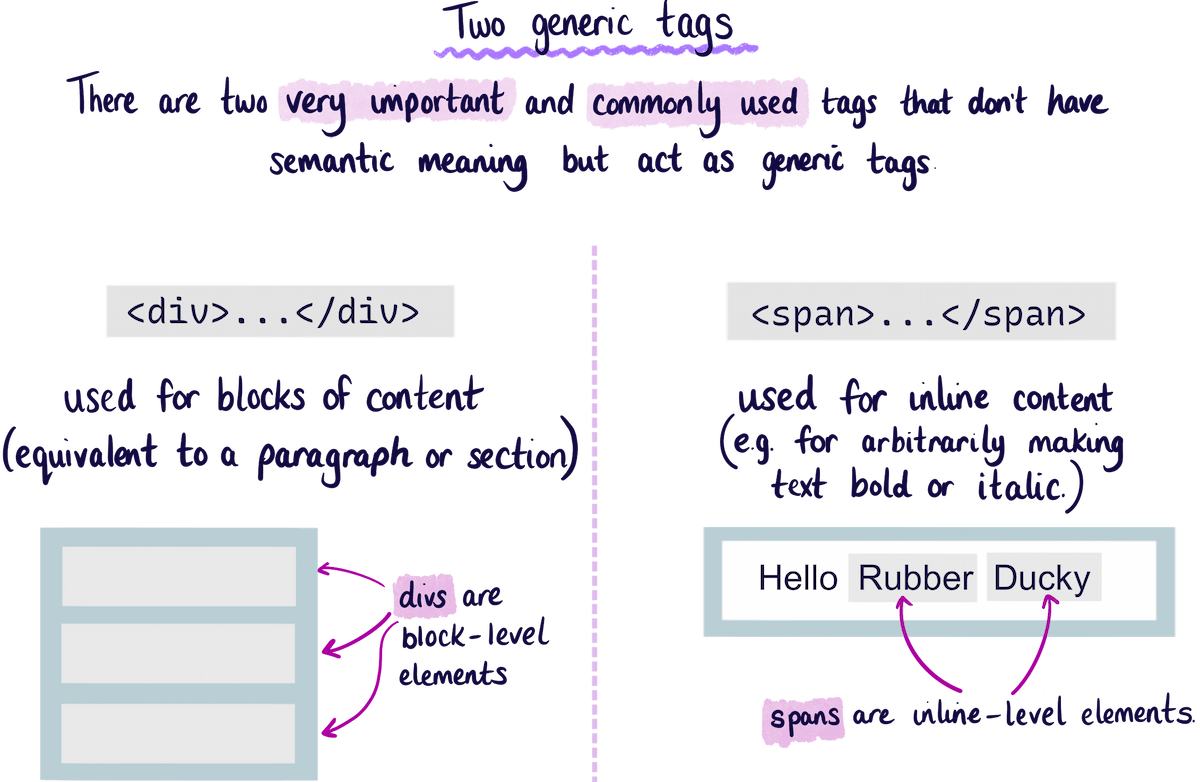 Two generic tags
There are two very important and commonly used tags that don't have
semantic meaning but act as generic tags.
<div>...</div>
used for blocks of content
(equivalent to a paragraph or section)
divs are
block-level
elements
<span>...</span>
used for inline content
(e.g. for arbitrarily making
text bold or italic.)
Hello Rubber Ducky
spans are inline-level elements.